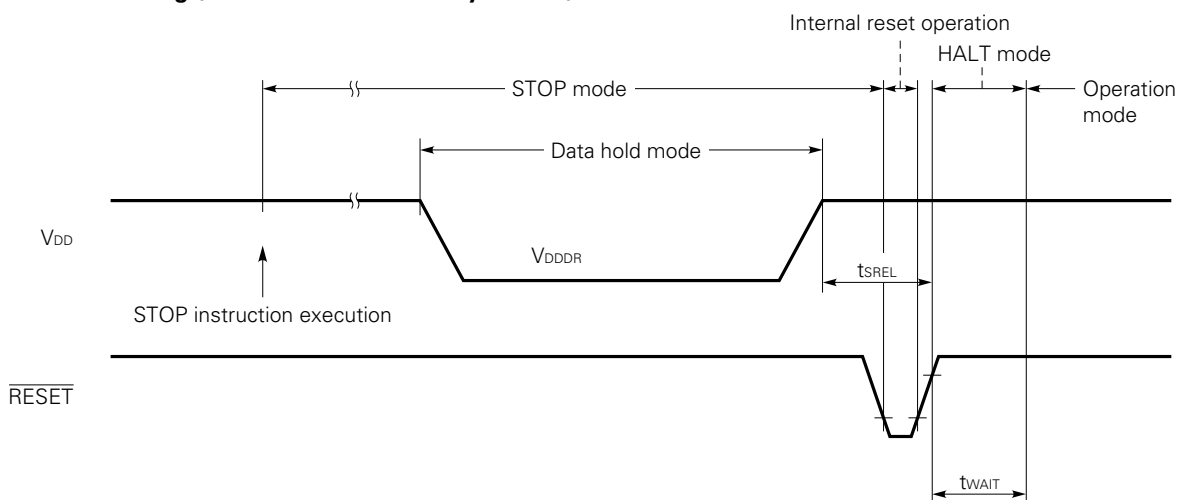 Internal reset operation
HALT mode
STOP mode
Operation
mode
Data hold mode
VDD
VDDDR
tSREL
STOP instruction execution
RESET
tWAIT